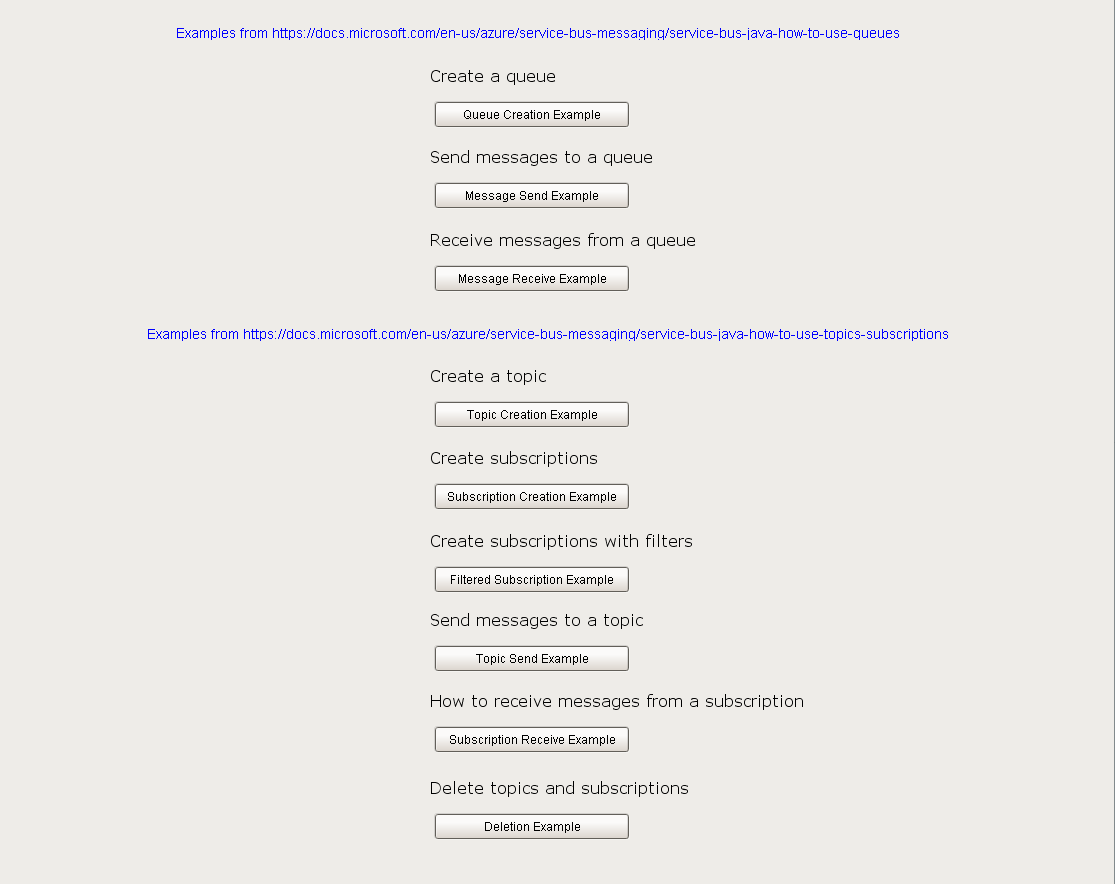 Examples from https://docs.microsoft.com/en-us/azure/service-bus-messaging/service-bus-java-how-to-use-queues
Create a queue
Queue Creation Example
Send messages to a queue
Message Send Example
Receive messages from a queue
Message Receive Example
Examples from https://docs.microsoft.com/en-us/azure/service-bus-messaging/service-bus-java-how-to-use-topics-subscriptions
Create a topic
Topic Creation Example
Create subscriptions
Subscription Creation Example
Create subscriptions with filters
Filtered Subscription Example
Send messages to a topic
Topic Send Example
How to receive messages from a subscription
Subscription Receive Example
Delete topics and subscriptions
Deletion Example